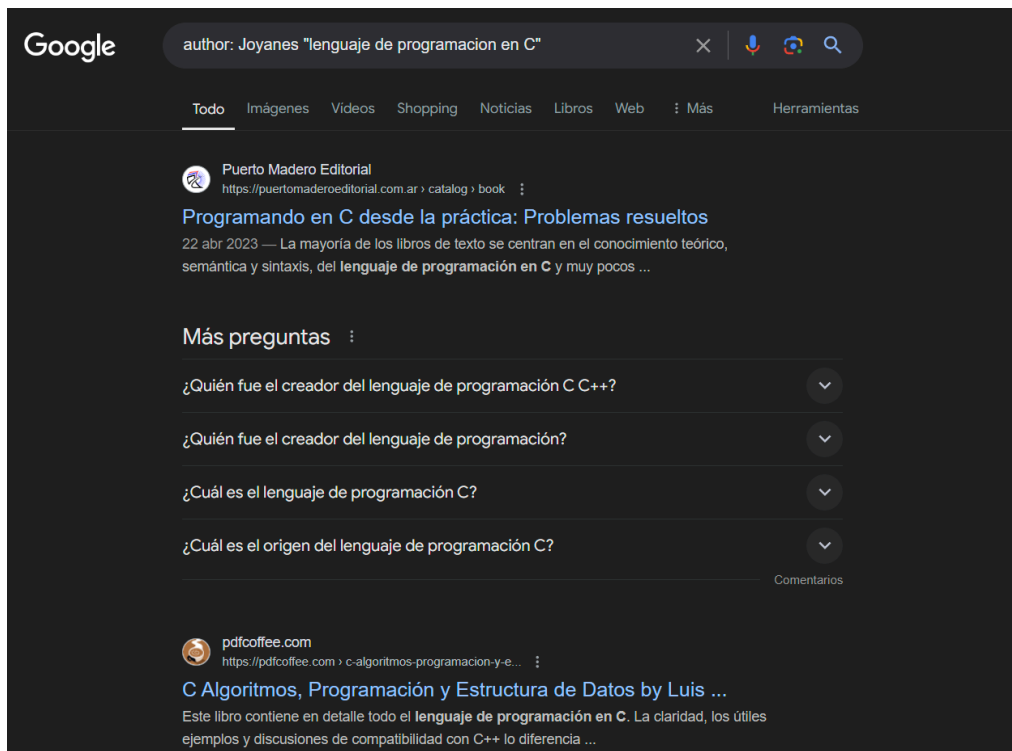 Google
author: Joyanes "lenguaje de programacion en C"
Todo Imágenes Vídeos Shopping Noticias Libros Web Más Herramientas
Puerto Madero Editorial
https://puertomaderoeditorial.com.ar › catalog › book
Programando en C desde la práctica: Problemas resueltos
22 abr 2023 — La mayoría de los libros de texto se centran en el conocimiento teórico,
semántica y sintaxis, del lenguaje de programación en C y muy pocos ...
Más preguntas
¿Quién fue el creador del lenguaje de programación C C++?
¿Quién fue el creador del lenguaje de programación?
¿Cuál es el lenguaje de programación C?
¿Cuál es el origen del lenguaje de programación C?
Comentarios
pdfcoffee.com
https://pdfcoffee.com › c-algoritmos-programacion-y-e...
C Algoritmos, Programación y Estructura de Datos by Luis ...
Este libro contiene en detalle todo el lenguaje de programación en C. La claridad, los útiles
ejemplos y discusiones de compatibilidad con C++ lo diferencia ...